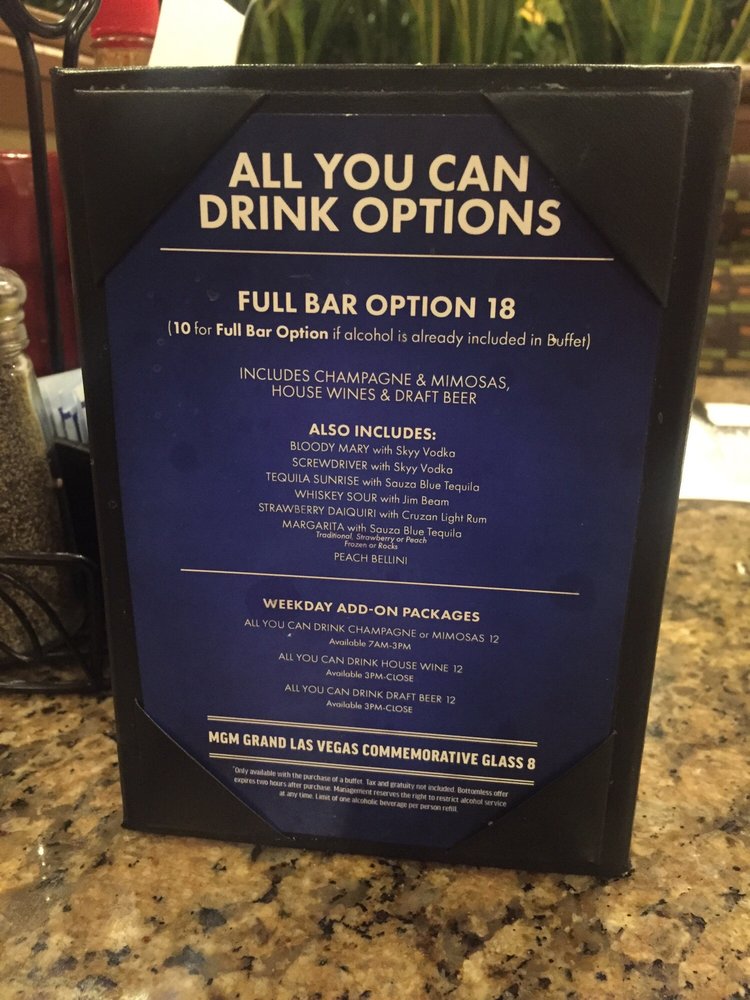 ALL YOU CAN
DRINK OPTIONS
FULL BAR OPTION 18
(10 for Full Bar Option if alcohol is already included in Buffet)
INCLUDES CHAMPAGNE & MIMOSAS,
HOUSE WINES & DRAFT BEER
ALSO INCLUDES:
BLOODY MARY with Skyy Vodka
SCREWDRIVER with Skyy Vodka
TEQUILA SUNRISE with Sauza Blue Tequila
WHISKEY SOUR with Jim Beam
STRAWBERRY DAIQUIRI with Cruzan Light Rum
MARGARITA with Sauza Blue Tequila
Traditional, Strawberry or Peach
Frozen or Rocks
PEACH BELLINI
WEEKDAY ADD-ON PACKAGES
ALL YOU CAN DRINK CHAMPAGNE or MIMOSAS 12
Available 7AM-3PM
ALL YOU CAN DRINK HOUSE WINE 12
Available 3PM-CLOSE
ALL YOU CAN DRINK DRAFT BEER 12
Available 3PM-CLOSE
MGM GRAND LAS VEGAS COMMEMORATIVE GLASS 8
*Only available with the purchase of a buffet. Tax and gratuity not included. Bottomless offer
expires two hours after purchase. Management reserves the right to restrict alcohol service
at any time. Limit of one alcoholic beverage per person refill.